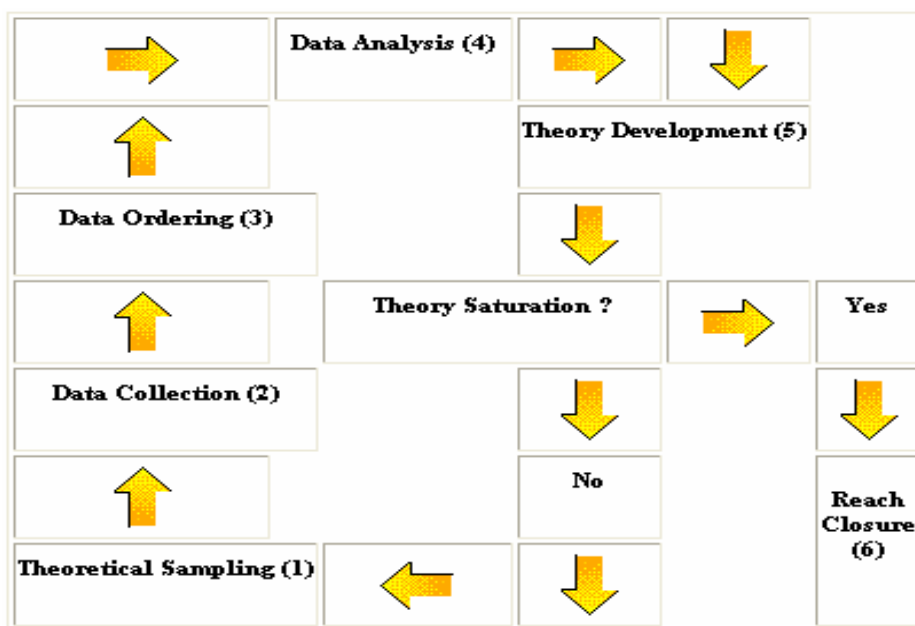 Data Analysis (4)
Theory Development (5)
Data Ordering (3)
Theory Saturation ?
Yes
Data Collection (2)
No
Reach
Closure
(6)
Theoretical Sampling (1)